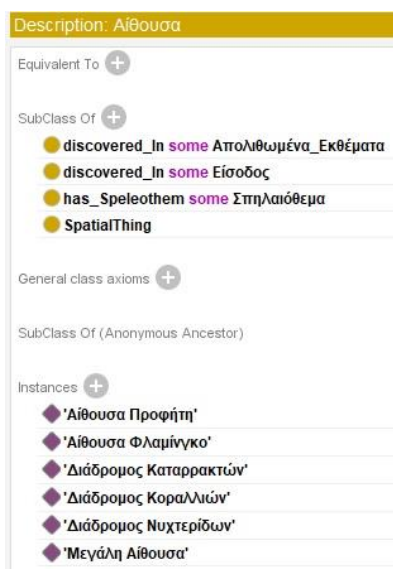 Description: Αίθουσα
Equivalent To
SubClass Of
discovered_In some Απολιθωμένα_Εκθέματα
discovered_In some Είσοδος
has_Speleothem some Σπηλαιόθεμα
SpatialThing
General class axioms
SubClass Of (Anonymous Ancestor)
Instances
'Αίθουσα Προφήτη'
'Αίθουσα Φλαμίνγκο'
'Διάδρομος Καταρρακτών'
'Διάδρομος Κοραλλιών'
'Διάδρομος Νυχτερίδων'
'Μεγάλη Αίθουσα'